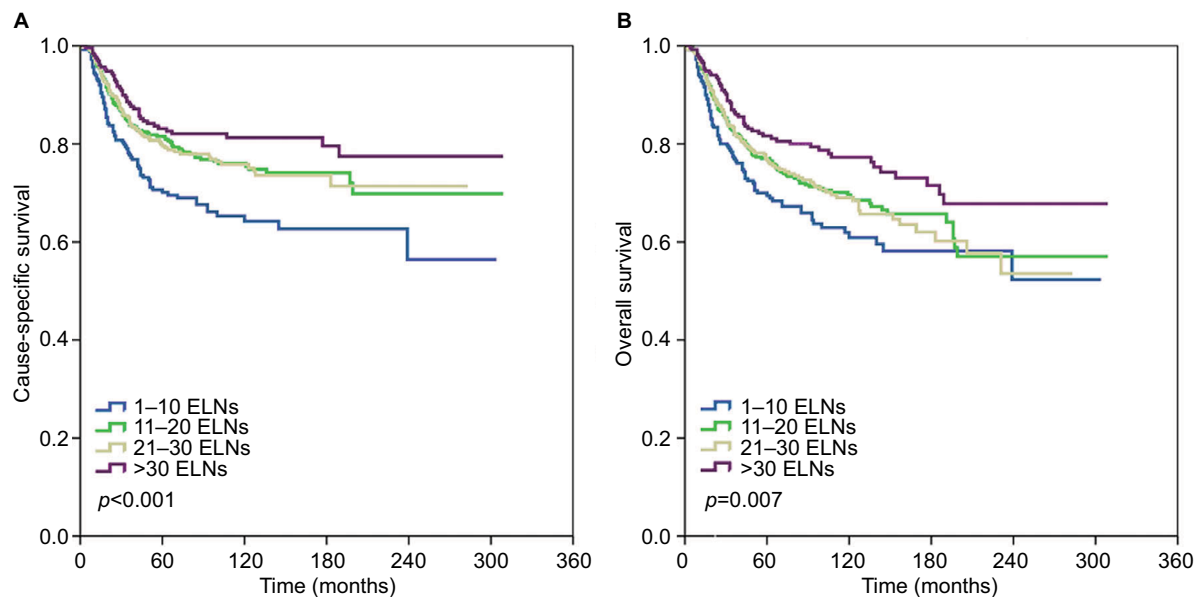 A
Cause-specific survival
1.0
0.8
0.6
0.4
0.2
0.0
1–10 ELNs
11–20 ELNs
21–30 ELNs
>30 ELNs
p<0.001
0 60 120 180 240 300 360
Time (months)
B
Overall survival
1.0
0.8
0.6
0.4
0.2
0.0
1–10 ELNs
11–20 ELNs
21–30 ELNs
>30 ELNs
p=0.007
0 60 120 180 240 300 360
Time (months)